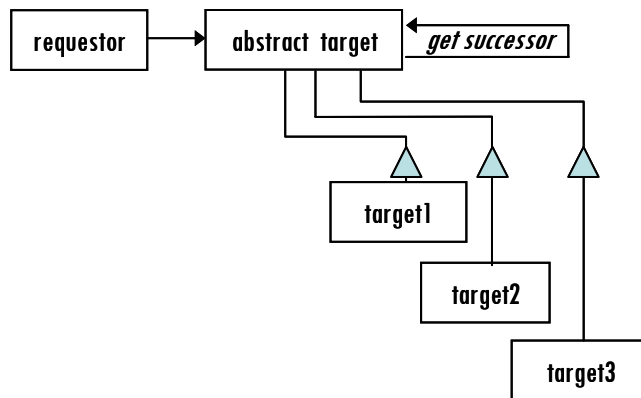 requestor
abstract target
get successor
target1
target2
target3